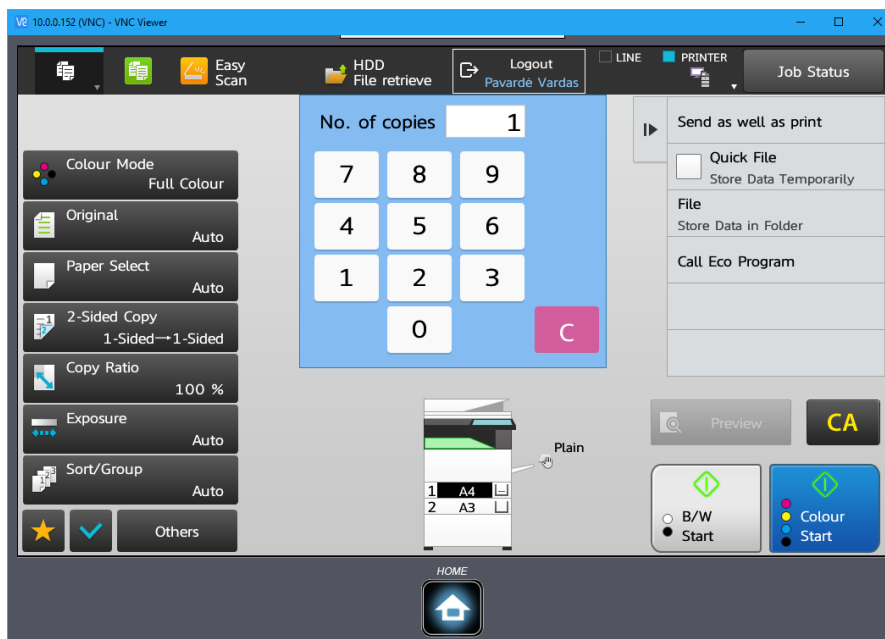 10.0.0.152 (VNC) - VNC Viewer
Easy
Scan
HDD
File retrieve
Logout
Pavardė Vardas
LINE
PRINTER
Job Status
No. of copies 1
7 8 9
4 5 6
1 2 3
0 C
Colour Mode
Full Colour
Original
Auto
Paper Select
Auto
2-Sided Copy
1-Sided→1-Sided
Copy Ratio
100 %
Exposure
Auto
Sort/Group
Auto
Others
Send as well as print
Quick File
Store Data Temporarily
File
Store Data in Folder
Call Eco Program
Plain
1 A4
2 A3
Preview
CA
B/W
Start
Colour
Start
HOME